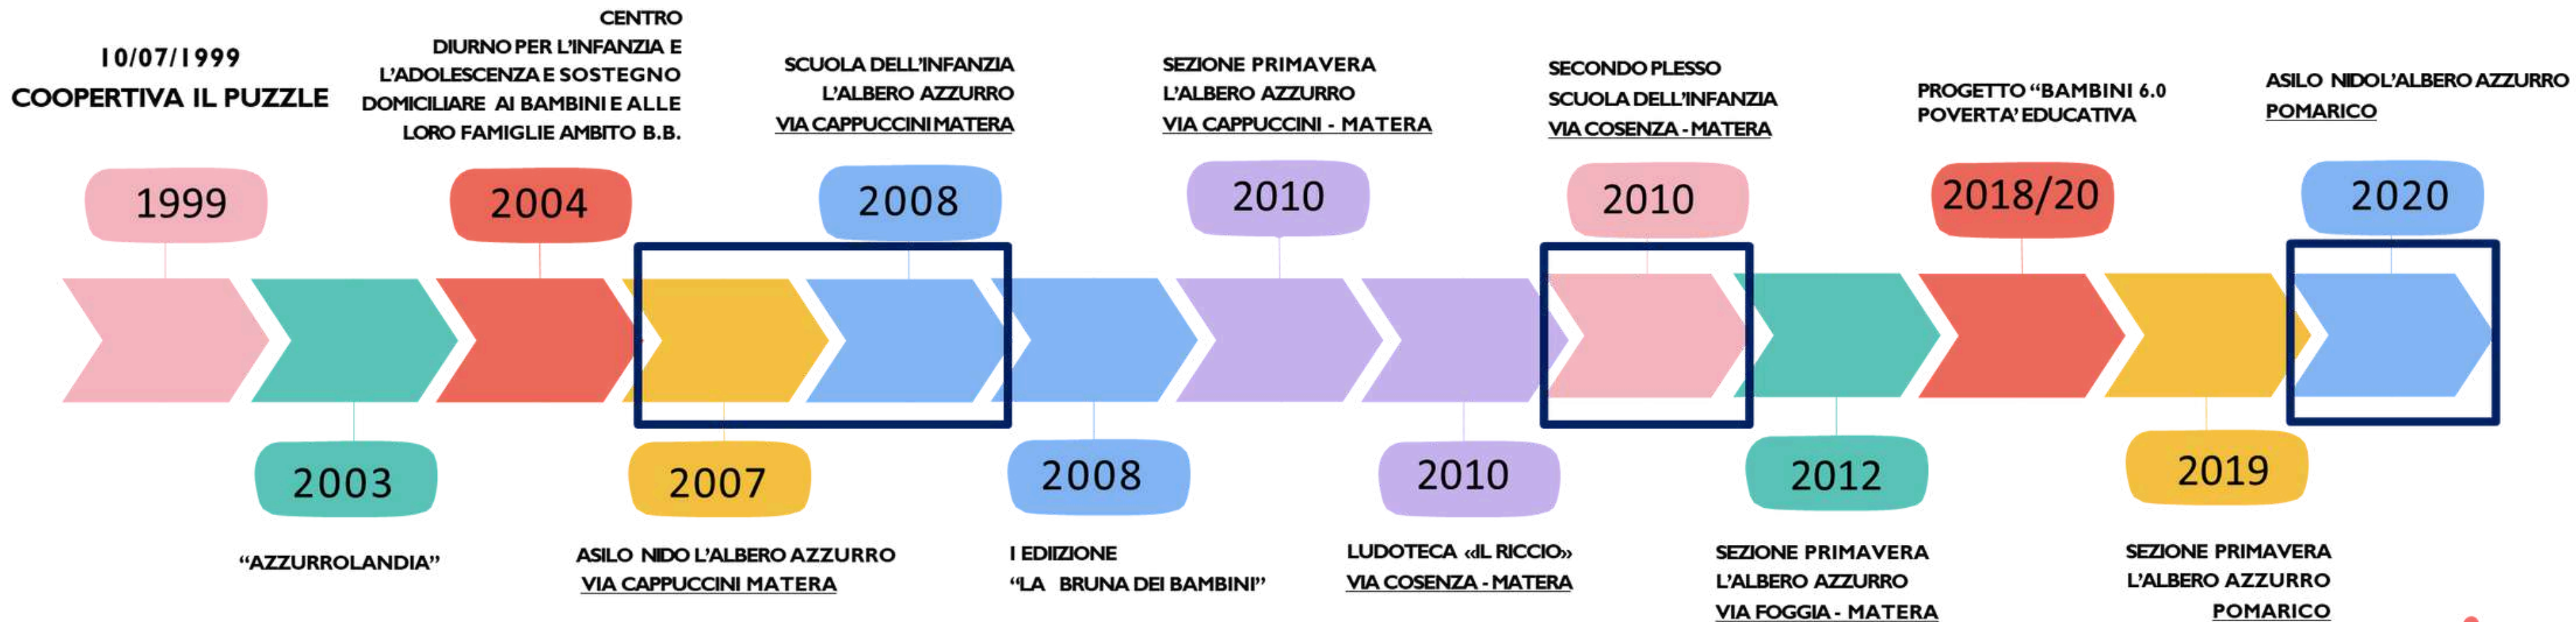 10/07/1999
COOPERTIVA IL PUZZLE
1999
2003
“AZZURROLANDIA”
CENTRO
DIURNO PER L’INFANZIA E
L’ADOLESCENZA E SOSTEGNO
DOMICILIARE AI BAMBINI E ALLE
LORO FAMIGLIE AMBITO B.B.
2004
2007
ASILO NIDO L’ALBERO AZZURRO
VIA CAPPUCCINI MATERA
SCUOLA DELL’INFANZIA
L’ALBERO AZZURRO
VIA CAPPUCCINI MATERA
2008
2008
I EDIIZIONE
“LA BRUNA DEI BAMBINI”
SEZIONE PRIMAVERA
L’ALBERO AZZURRO
VIA CAPPUCCINI - MATERA
2010
2010
LUDOTECA «IL RICCIO»
VIA COSENZA - MATERA
SECONDO PLESSO
SCUOLA DELL’INFANZIA
VIA COSENZA - MATERA
2010
2012
SEZIONE PRIMAVERA
L’ALBERO AZZURRO
VIA FOGGIA - MATERA
PROGETTO “BAMBINI 6.0
POVERTA’ EDUCATIVA
2018/20
2019
SEZIONE PRIMAVERA
L’ALBERO AZZURRO
POMARICO
ASILO NIDOL’ALBERO AZZURRO
POMARICO
2020